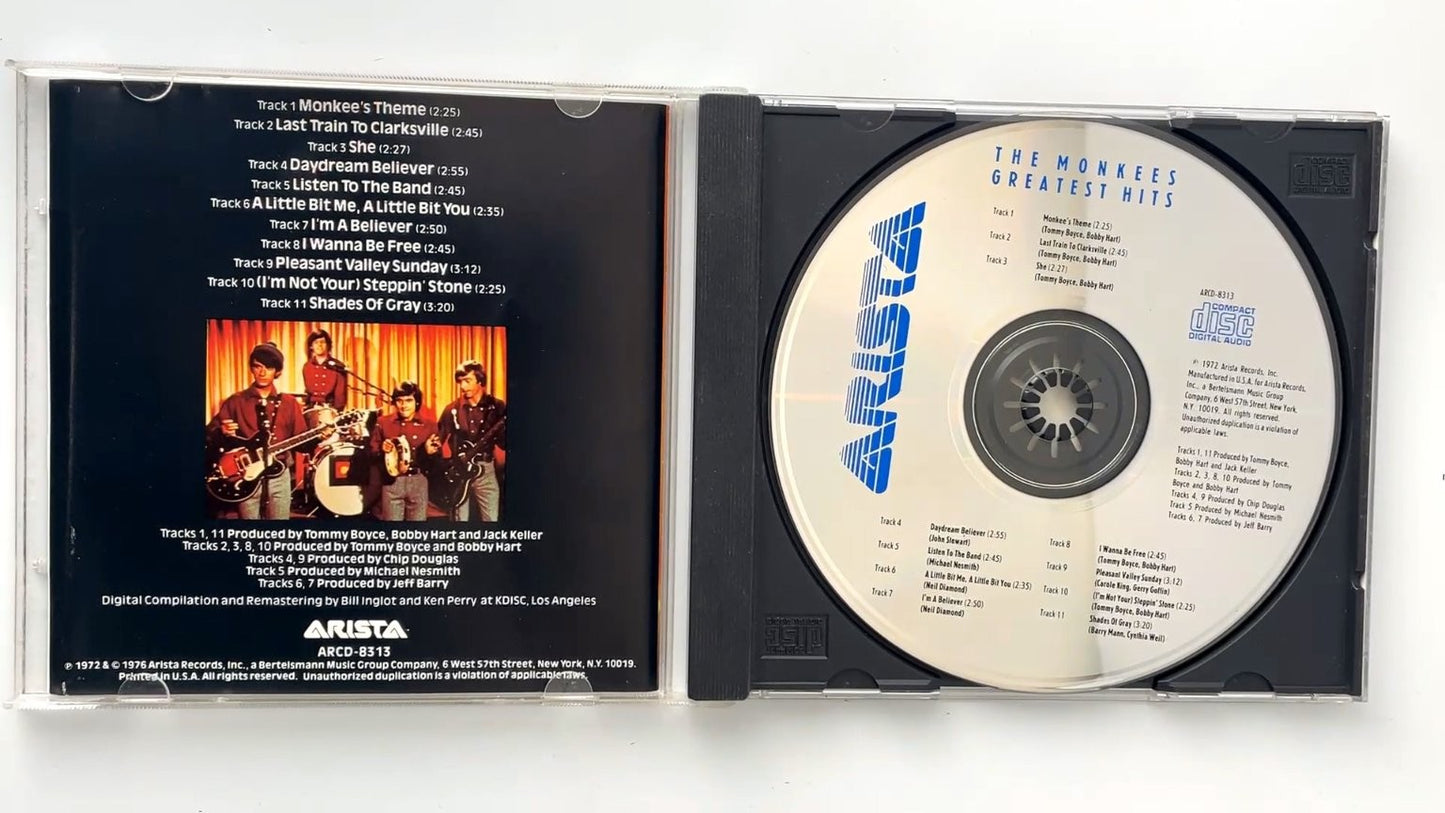 Track 1 Monkee's Theme (2:25)
Track 2 Last Train To Clarksville (2:45)
Track 3 She (2:27)
Track 4 Daydream Believer (2:55)
Track 5 Listen To The Band (2:45)
Track 6 A Little Bit Me, A Little Bit You (2:35)
Track 7 I'm A Believer (2:50)
Track 8 I Wanna Be Free (2:45)
Track 9 Pleasant Valley Sunday (3:12)
Track 10 (I'm Not Your) Steppin' Stone (2:25)
Track 11 Shades Of Gray (3:20)
Tracks 1, 11 Produced by Tommy Boyce, Bobby Hart and Jack Keller
Tracks 2, 3, 8, 10 Produced by Tommy Boyce and Bobby Hart
Tracks 4, 9 Produced by Chip Douglas
Track 5 Produced by Michael Nesmith
Tracks 6, 7 Produced by Jeff Barry
Digital Compilation and Remastering by Bill Inglot and Ken Perry at KDISC, Los Angeles
ARISTA
ARCD-8313
℗ 1972 & © 1976 Arista Records, Inc., a Bertelsmann Music Group Company, 6 West 57th Street, New York, N.Y. 10019.
Printed in U.S.A. All rights reserved. Unauthorized duplication is a violation of applicable laws.
THE MONKEES
GREATEST HITS
ARISTA
Track 1 Monkee's Theme (2:25)
(Tommy Boyce, Bobby Hart)
Track 2 Last Train To Clarksville (2:45)
(Tommy Boyce, Bobby Hart)
Track 3 She (2:27)
(Tommy Boyce, Bobby Hart)
ARCD-8313
COMPACT
disc
DIGITAL AUDIO
℗ 1972 Arista Records, Inc.
Manufactured in U.S.A. for Arista Records,
Inc., a Bertelsmann Music Group
Company, 6 West 57th Street, New York,
N.Y. 10019. All rights reserved.
Unauthorized duplication is a violation of
applicable laws.
Tracks 1, 11 Produced by Tommy Boyce,
Bobby Hart and Jack Keller
Tracks 2, 3, 8, 10 Produced by Tommy
Boyce and Bobby Hart
Tracks 4, 9 Produced by Chip Douglas
Track 5 Produced by Michael Nesmith
Tracks 6, 7 Produced by Jeff Barry
Track 4 Daydream Believer (2:55)
(John Stewart)
Track 5 Listen To The Band (2:45)
(Michael Nesmith)
Track 6 A Little Bit Me, A Little Bit You (2:35)
(Neil Diamond)
Track 7 I'm A Believer (2:50)
(Neil Diamond)
Track 8 I Wanna Be Free (2:45)
(Tommy Boyce, Bobby Hart)
Track 9 Pleasant Valley Sunday (3:12)
(Carole King, Gerry Goffin)
Track 10 (I'm Not Your) Steppin' Stone (2:25)
(Tommy Boyce, Bobby Hart)
Track 11 Shades Of Gray (3:20)
(Barry Mann, Cynthia Weil)
COMPACT
disc
DIGITAL AUDIO
disc